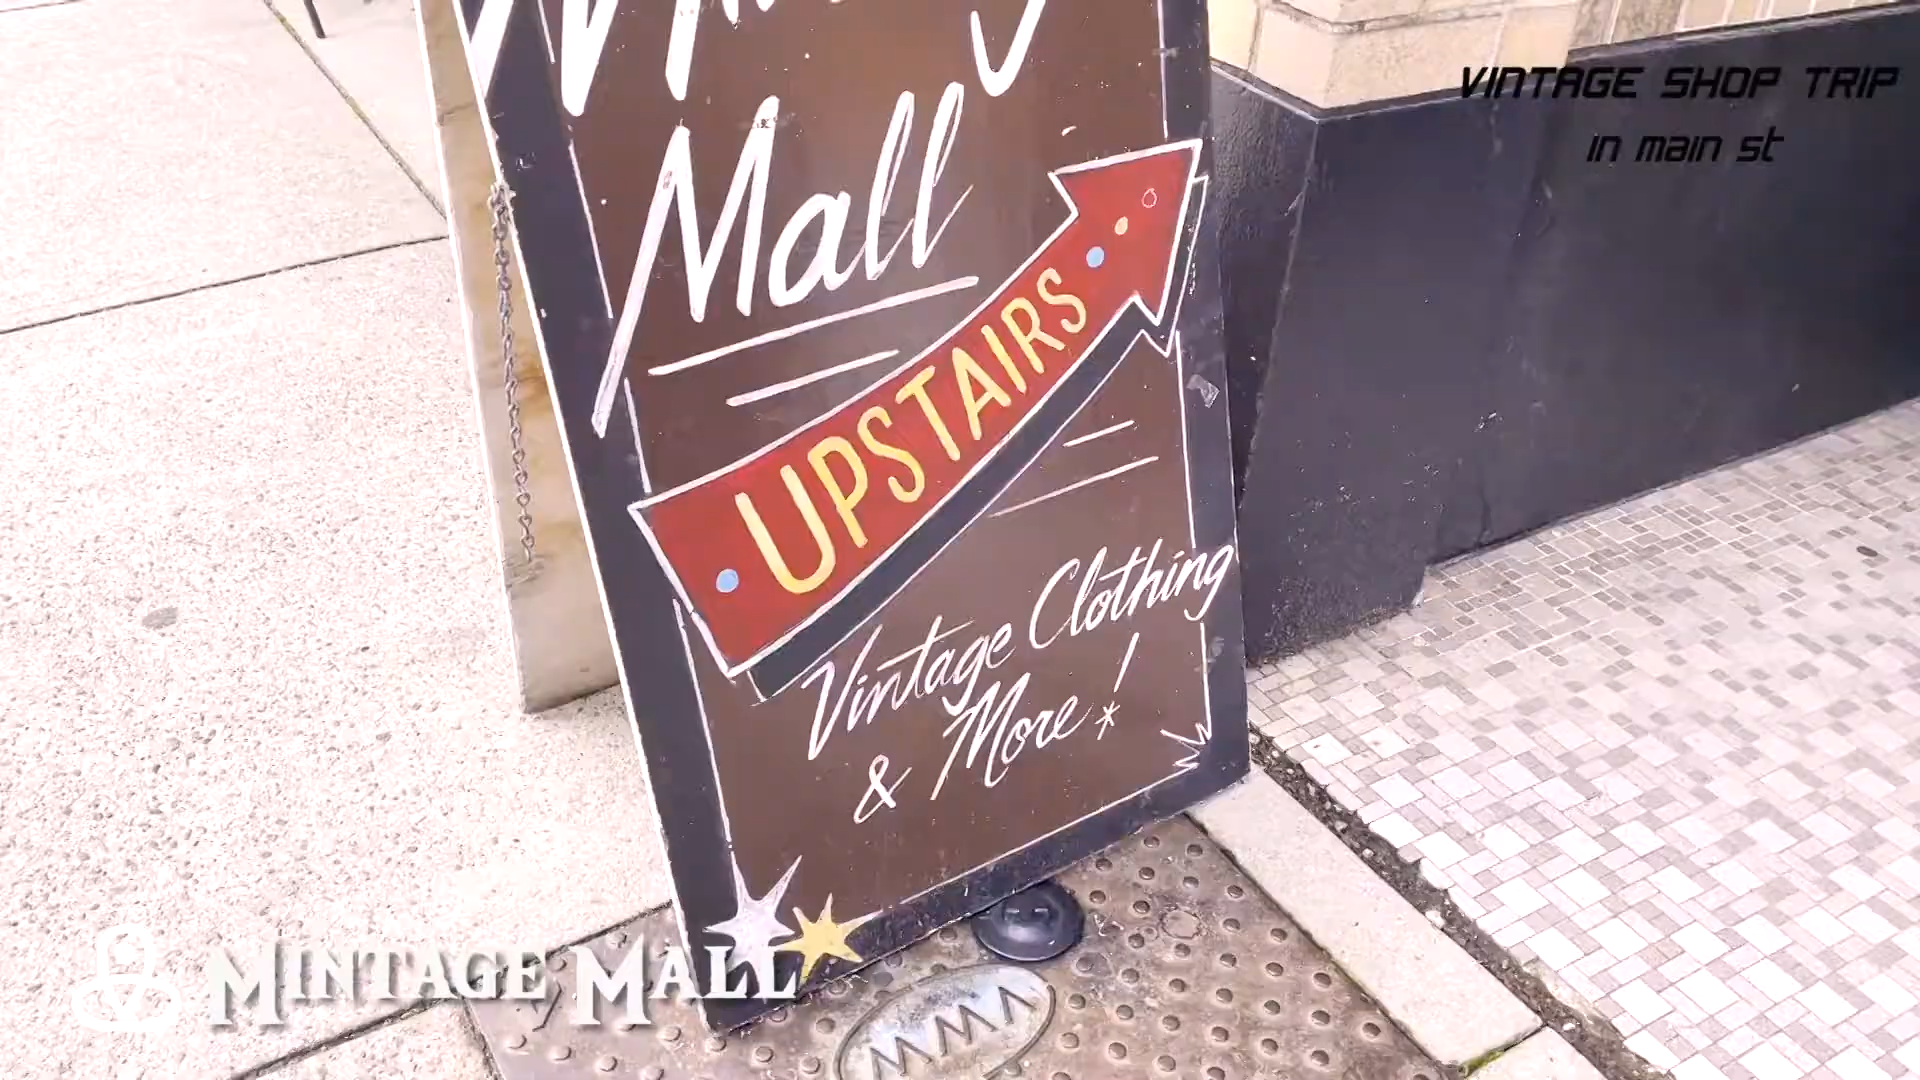 VINTAGE SHOP TRIP
in main st
Mall
UPSTAIRS
Vintage Clothing
& More!
MINTAGE MALL